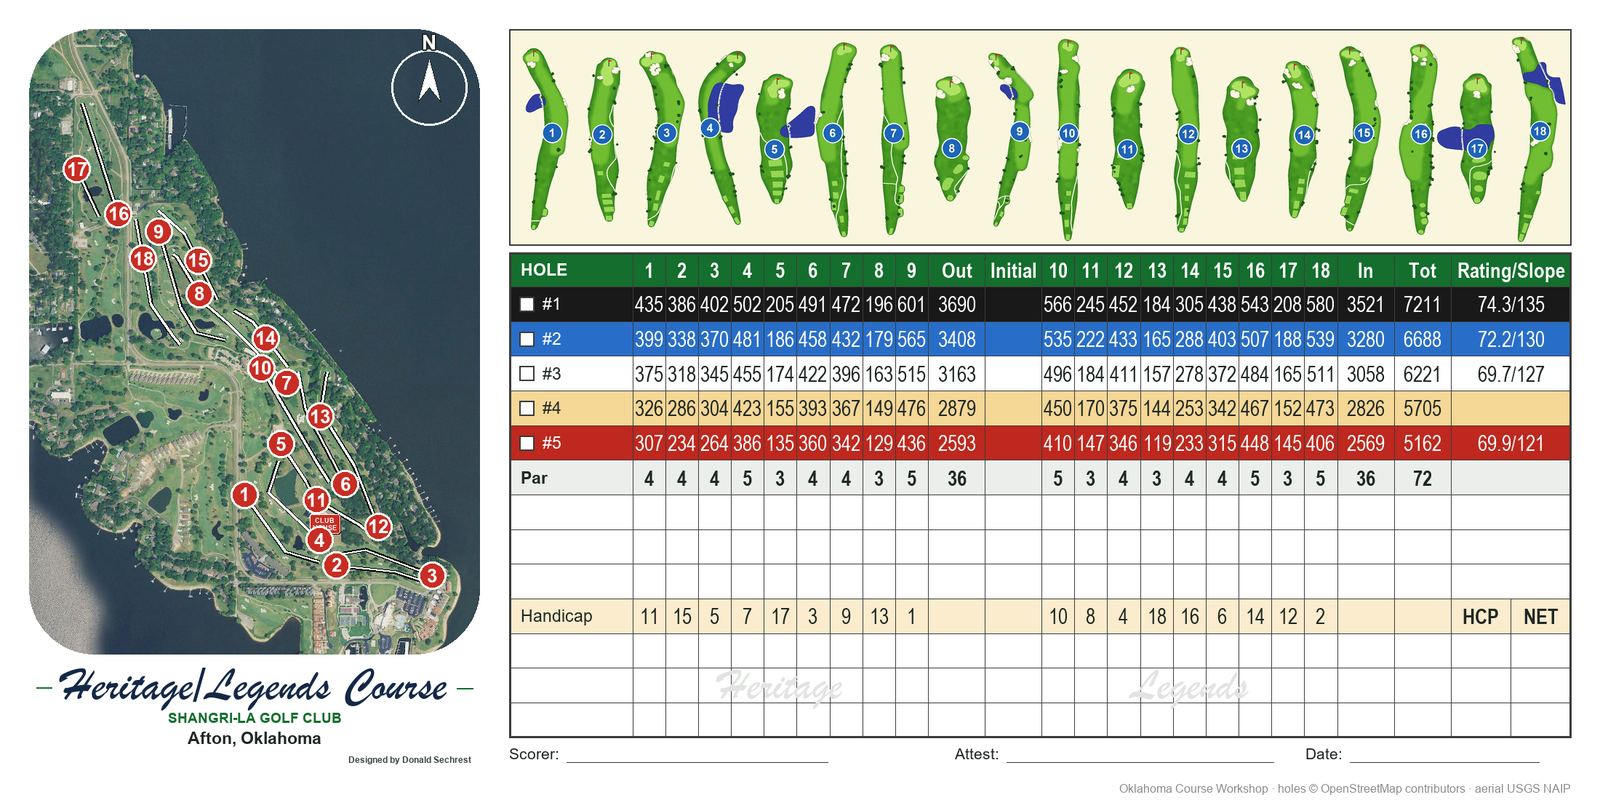 N
17
16
9
18
15
8
14
10
7
13
5
6
1
11
CLUB
12
4
2
3
Heritage/Legends Course
SHANGRI-LA GOLF CLUB
Afton, Oklahoma
Designed by Donald Sechrest
1 2 3 4 5 6 7 8 9 10 11 12 13 14 15 16 17 18
HOLE 1 2 3 4 5 6 7 8 9 Out Initial 10 11 12 13 14 15 16 17 18 In Tot Rating/Slope
#1 435 386 402 502 205 491 472 196 601 3690 566 245 452 184 305 438 543 208 580 3521 7211 74.3/135
#2 399 338 370 481 186 458 432 179 565 3408 535 222 433 165 288 403 507 188 539 3280 6688 72.2/130
#3 375 318 345 455 174 422 396 163 515 3163 496 184 411 157 278 372 484 165 511 3058 6221 69.7/127
#4 326 286 304 423 155 393 367 149 476 2879 450 170 375 144 253 342 467 152 473 2826 5705
#5 307 234 264 386 135 360 342 129 436 2593 410 147 346 119 233 315 448 145 406 2569 5162 69.9/121
Par 4 4 4 5 3 4 4 3 5 36 5 3 4 3 4 4 5 3 5 36 72
Handicap 11 15 5 7 17 3 9 13 1 10 8 4 18 16 6 14 12 2 HCP NET
Heritage Legends
Scorer: Attest: Date:
Oklahoma Course Workshop · holes © OpenStreetMap contributors · aerial USGS NAIP